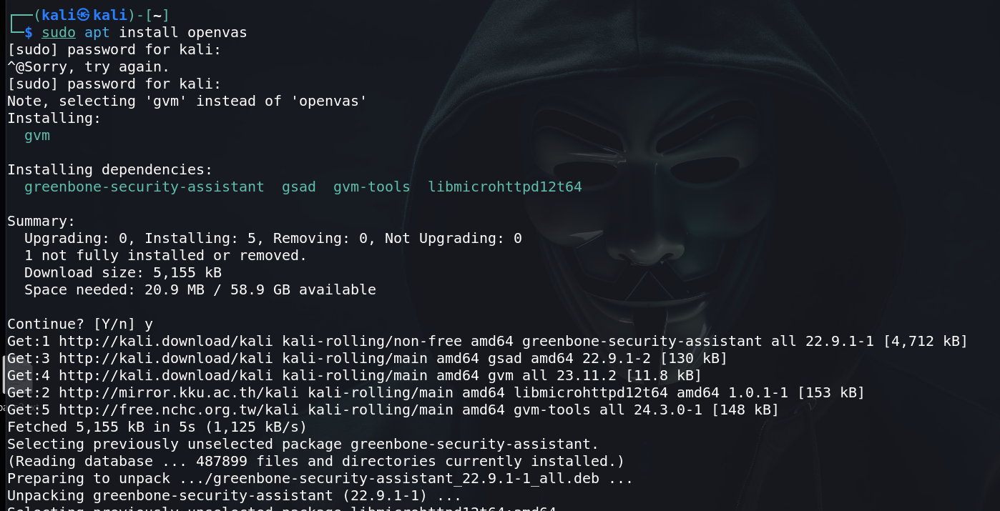 ┌──(kali㉿kali)-[~]
└─$ sudo apt install openvas
[sudo] password for kali:
^@Sorry, try again.
[sudo] password for kali:
Note, selecting 'gvm' instead of 'openvas'
Installing:
  gvm

Installing dependencies:
  greenbone-security-assistant  gsad  gvm-tools  libmicrohttpd12t64

Summary:
  Upgrading: 0, Installing: 5, Removing: 0, Not Upgrading: 0
  1 not fully installed or removed.
  Download size: 5,155 kB
  Space needed: 20.9 MB / 58.9 GB available

Continue? [Y/n] y
Get:1 http://kali.download/kali kali-rolling/non-free amd64 greenbone-security-assistant all 22.9.1-1 [4,712 kB]
Get:3 http://kali.download/kali kali-rolling/main amd64 gsad amd64 22.9.1-2 [130 kB]
Get:4 http://kali.download/kali kali-rolling/main amd64 gvm all 23.11.2 [11.8 kB]
Get:2 http://mirror.kku.ac.th/kali kali-rolling/main amd64 libmicrohttpd12t64 amd64 1.0.1-1 [153 kB]
Get:5 http://free.nchc.org.tw/kali kali-rolling/main amd64 gvm-tools all 24.3.0-1 [148 kB]
Fetched 5,155 kB in 5s (1,125 kB/s)
Selecting previously unselected package greenbone-security-assistant.
(Reading database ... 487899 files and directories currently installed.)
Preparing to unpack .../greenbone-security-assistant_22.9.1-1_all.deb ...
Unpacking greenbone-security-assistant (22.9.1-1) ...
Selecting previously unselected package libmicrohttpd12t64:amd64